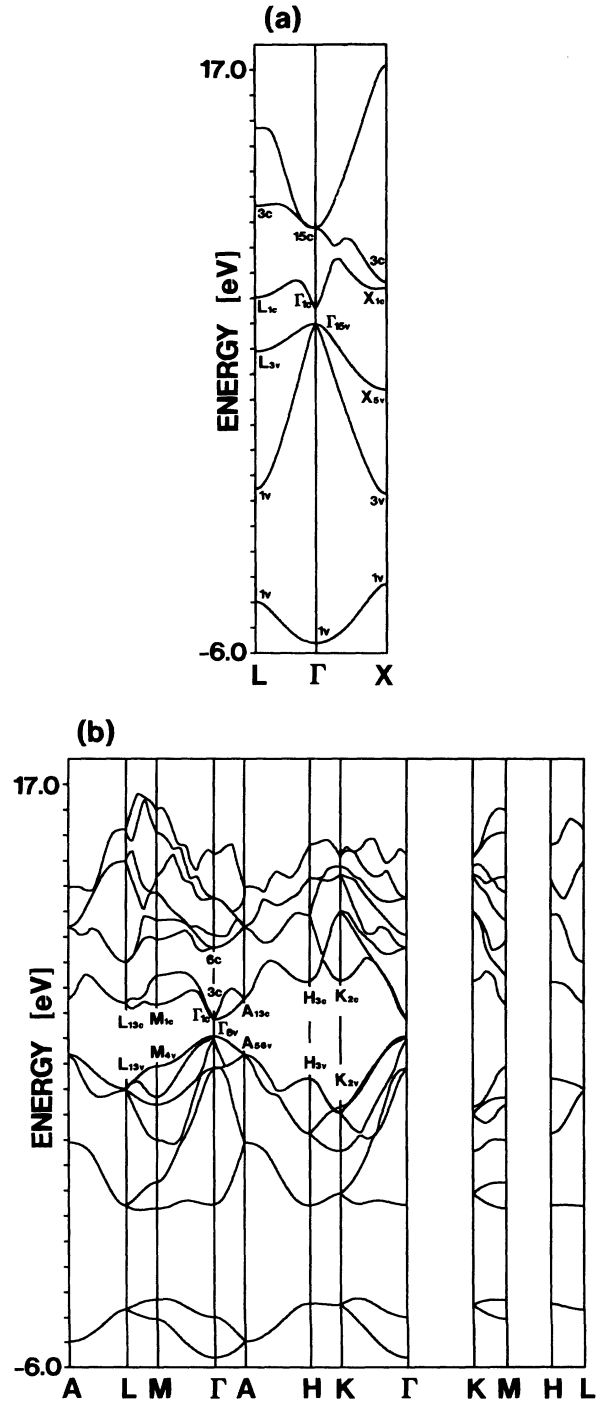 (a)
17.0
3c
15c
3c
L1c
Γ1c
X1c
Γ15v
L3v
X5v
1v
3v
1v
1v
1v
-6.0
ENERGY [eV]
L Γ X
(b)
17.0
6c
3c
L13c
M1c
Γ1c
A13c
H3c
K2c
Γ6v
L13v
M4v
A56v
H3v
K2v
-6.0
ENERGY [eV]
A L M Γ A H K Γ K M H L